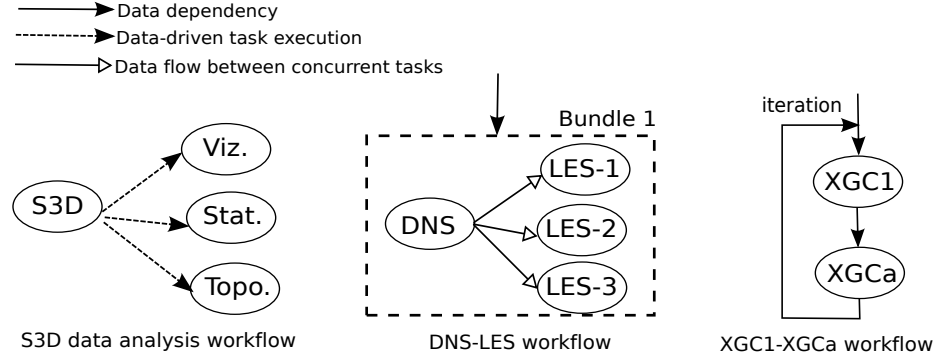 Data dependency
Data-driven task execution
Data flow between concurrent tasks
S3D
Viz.
Stat.
Topo.
S3D data analysis workflow
Bundle 1
DNS
LES-1
LES-2
LES-3
DNS-LES workflow
iteration
XGC1
XGCa
XGC1-XGCa workflow